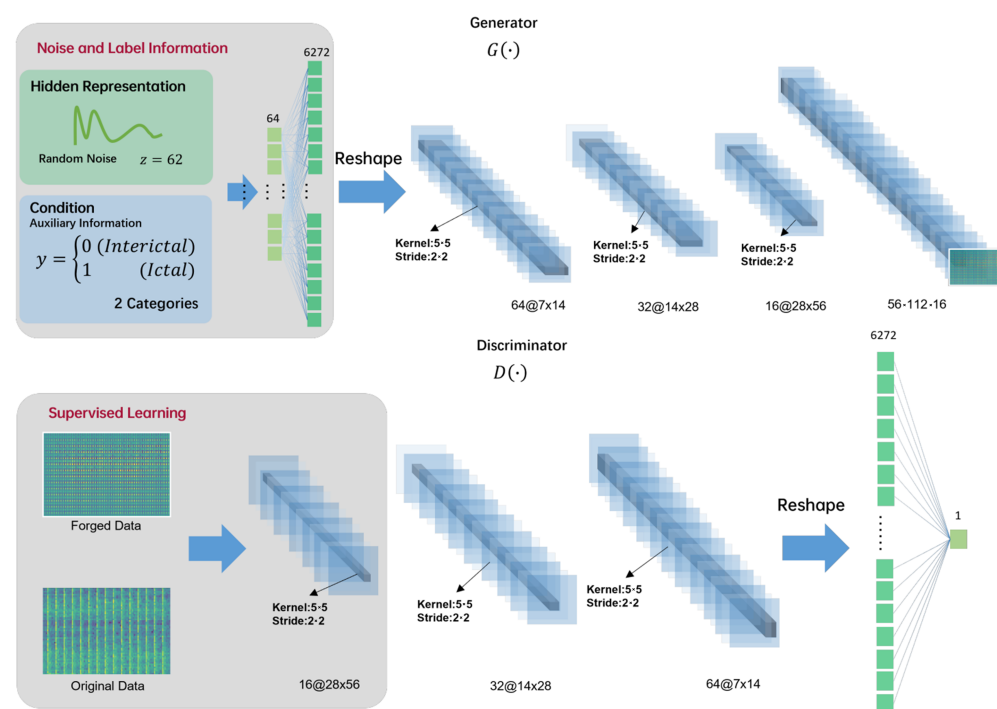 Generator
G(·)
Noise and Label Information
6272
Hidden Representation
64
Random Noise z = 62
Reshape
Condition
Auxiliary Information
y = {0 (Interictal)
1 (Ictal)
2 Categories
Kernel:5·5
Stride:2·2
Kernel:5·5
Stride:2·2
Kernel:5·5
Stride:2·2
64@7x14
32@14x28
16@28x56
56·112·16
Discriminator
D(·)
6272
Supervised Learning
Forged Data
Original Data
Kernel:5·5
Stride:2·2
Kernel:5·5
Stride:2·2
Kernel:5·5
Stride:2·2
Reshape
1
16@28x56
32@14x28
64@7x14